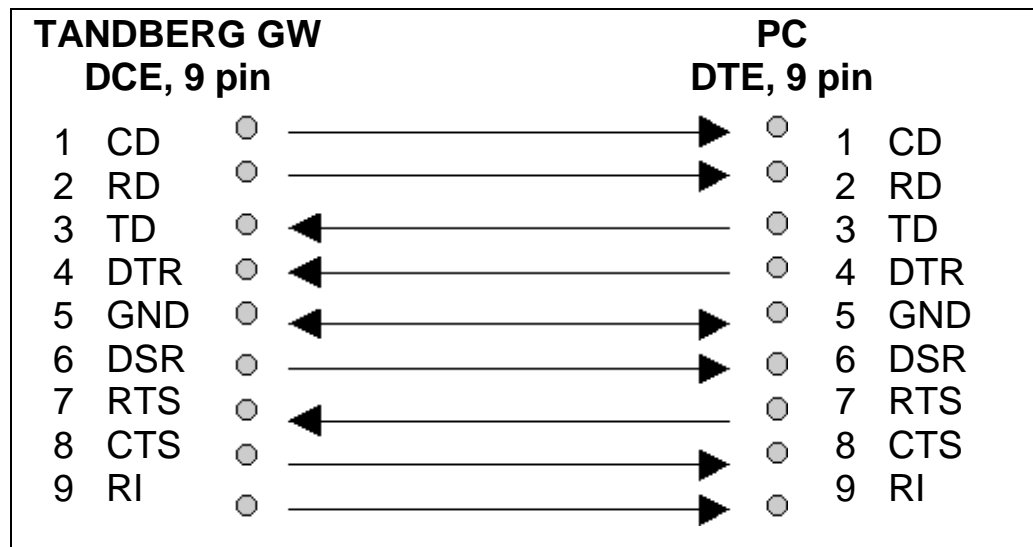 TANDBERG GW PC
DCE, 9 pin DTE, 9 pin
1 CD 1 CD
2 RD 2 RD
3 TD 3 TD
4 DTR 4 DTR
5 GND 5 GND
6 DSR 6 DSR
7 RTS 7 RTS
8 CTS 8 CTS
9 RI 9 RI